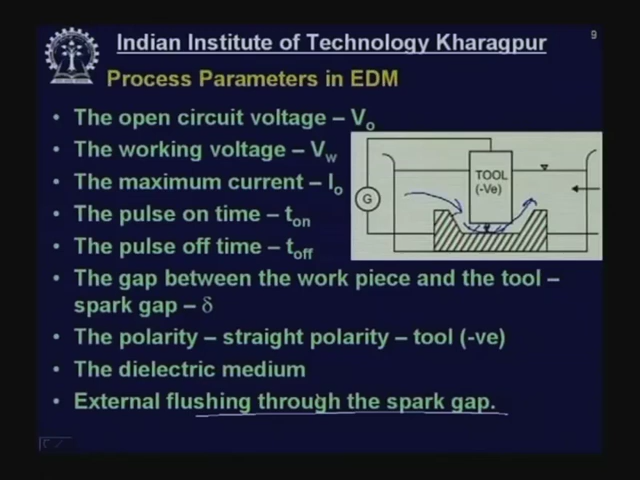 9
Indian Institute of Technology Kharagpur
Process Parameters in EDM
• The open circuit voltage – Vo
• The working voltage – Vw
• The maximum current – Io
• The pulse on time – ton
• The pulse off time – toff
• The gap between the work piece and the tool –
spark gap – δ
• The polarity – straight polarity – tool (-ve)
• The dielectric medium
• External flushing through the spark gap.
TOOL
(-Ve)
G